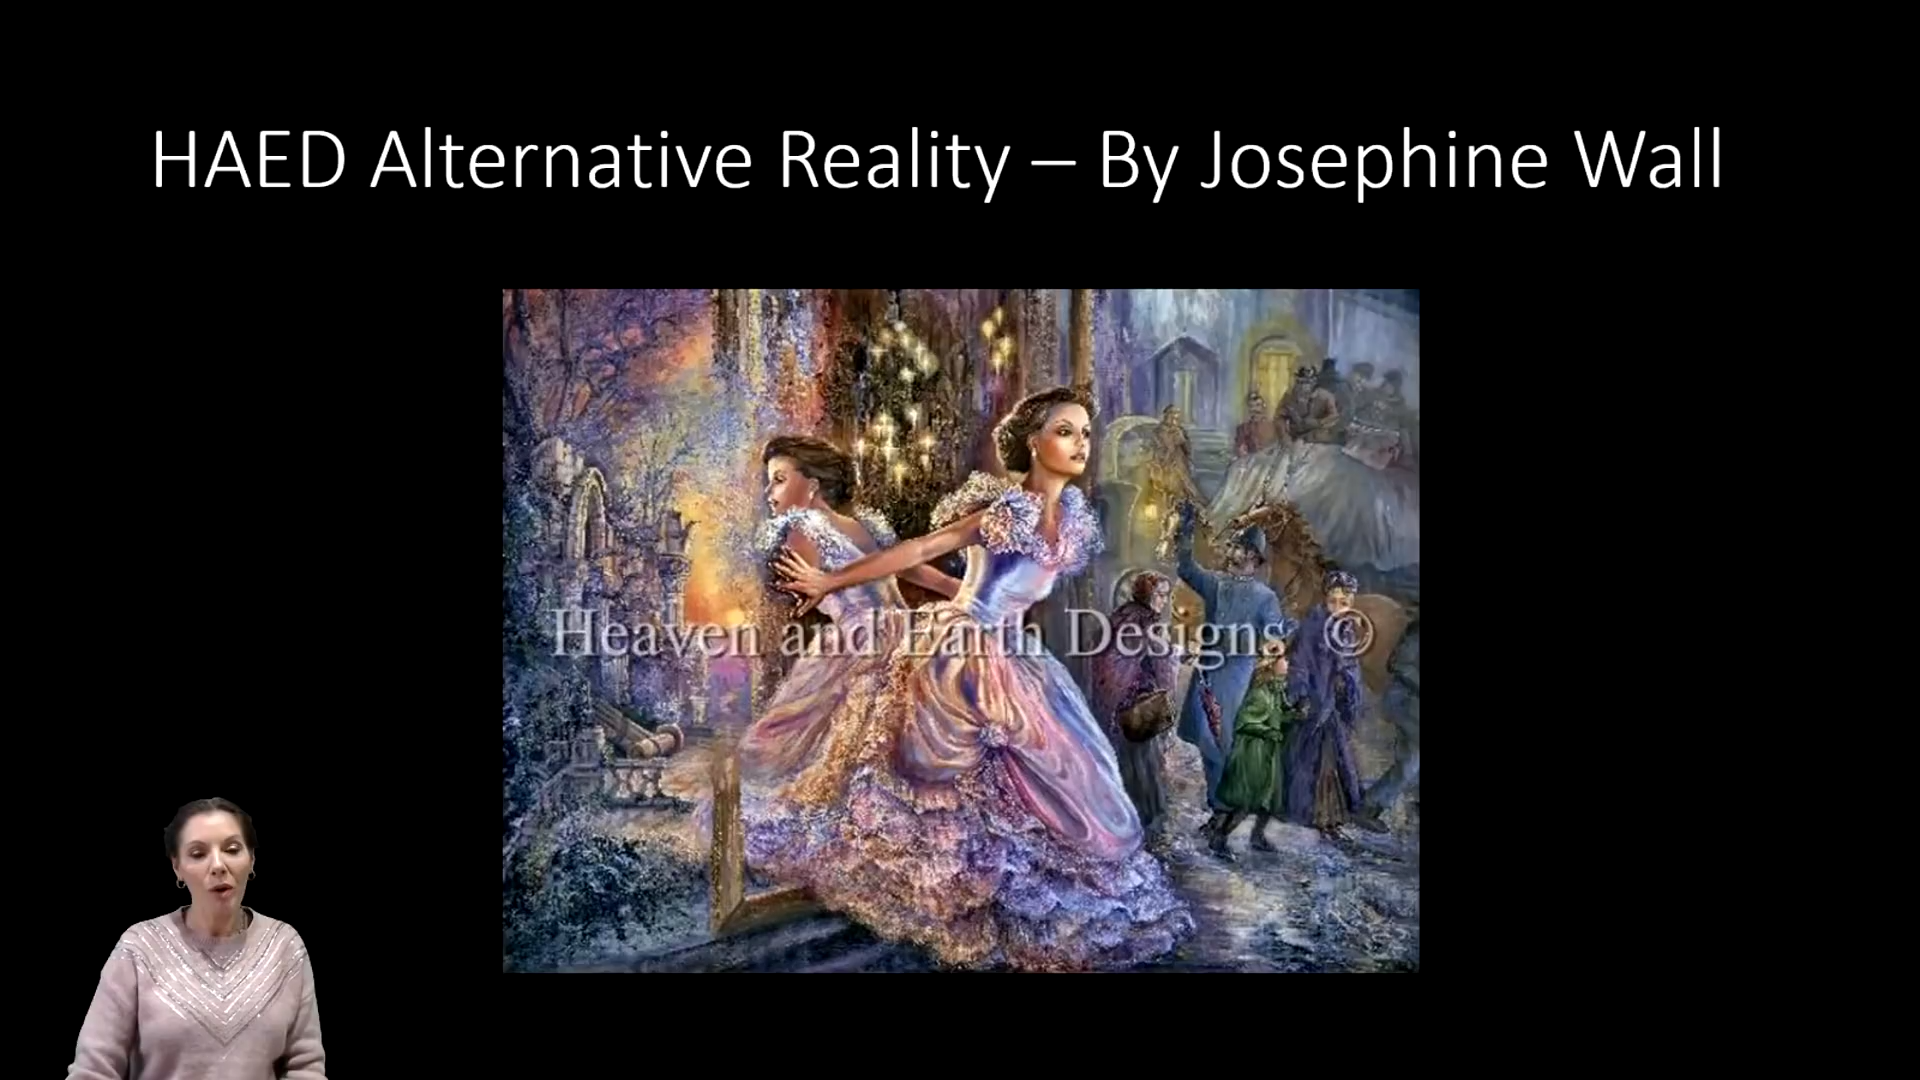 HAED Alternative Reality – By Josephine Wall
Heaven and Earth Designs ©